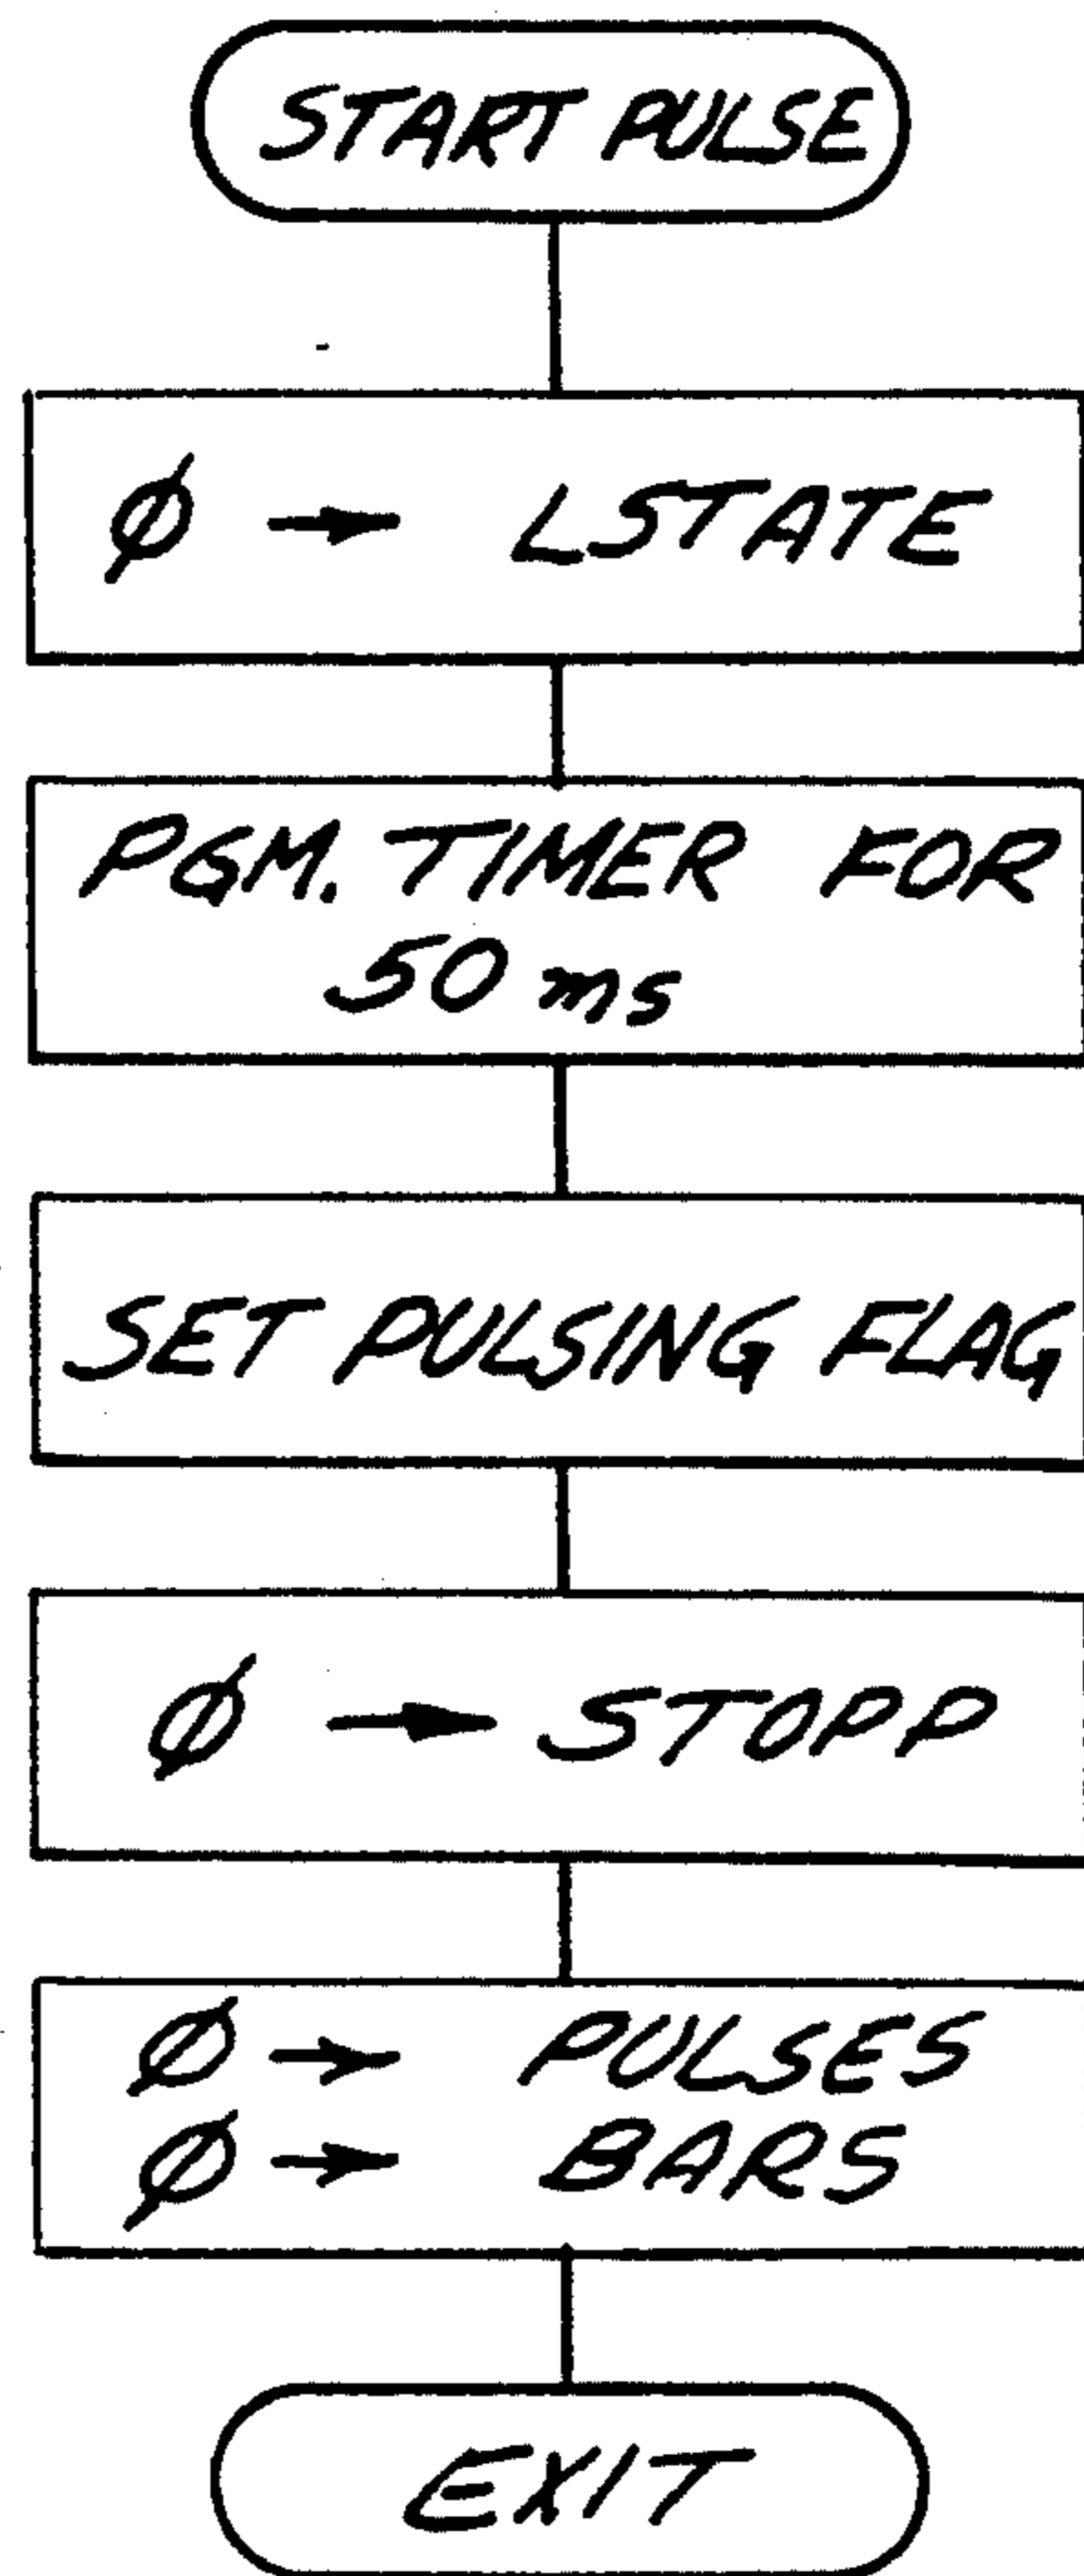 START PULSE
Ø → LSTATE
PGM. TIMER FOR
50 ms
SET PULSING FLAG
Ø → STOPP
Ø → PULSES
Ø → BARS
EXIT